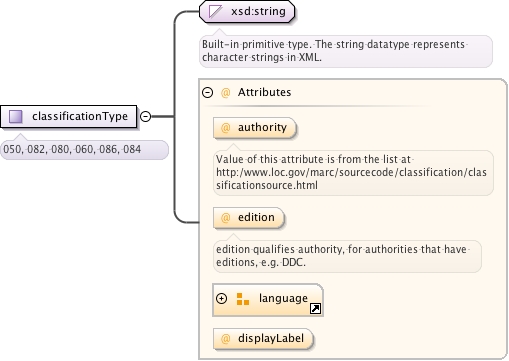 xsd:string
Built-in primitive type. The string datatype represents
character strings in XML.
@ Attributes
classificationType
050, 082, 080, 060, 086, 084
@ authority
Value of this attribute is from the list at
http:/www.loc.gov/marc/sourcecode/classification/clas
sificationsource.html
@ edition
edition qualifies authority, for authorities that have
editions, e.g. DDC.
language
@ displayLabel